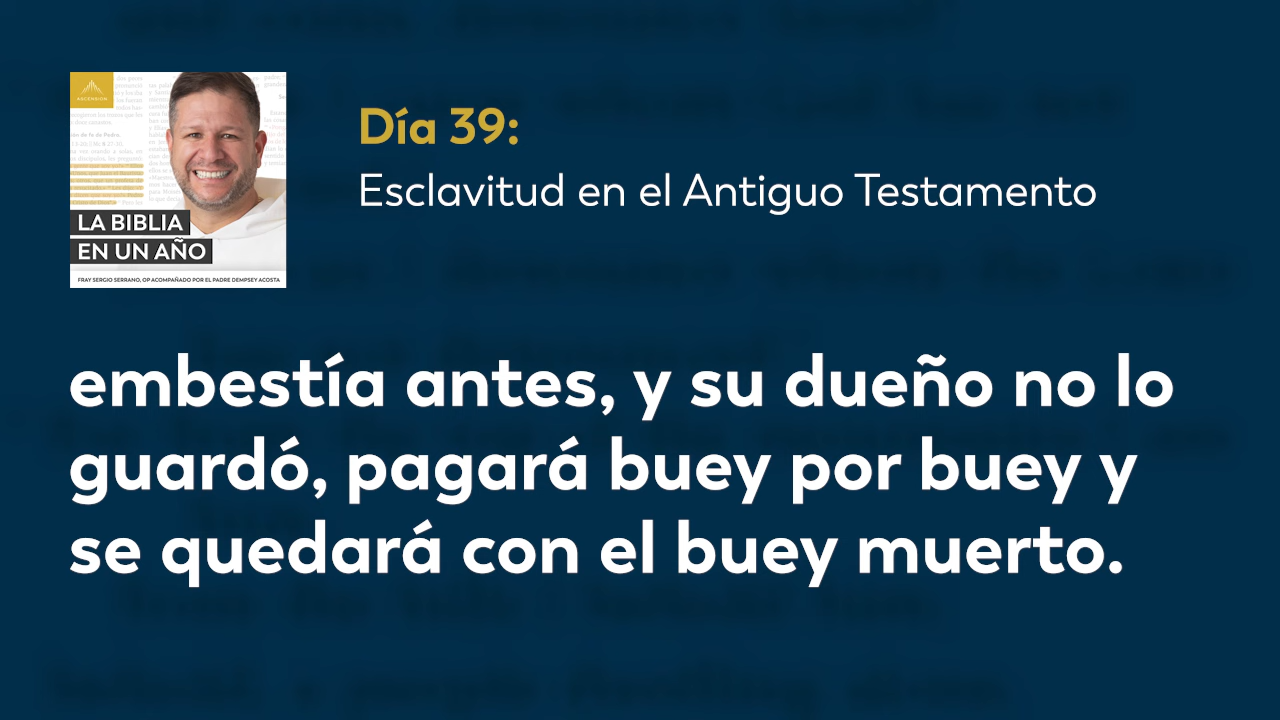 ASCENSION
Día 39:
Esclavitud en el Antiguo Testamento
LA BIBLIA
EN UN AÑO
FRAY SERGIO SERRANO, OP ACOMPAÑADO POR EL PADRE DEMPSEY ACOSTA
embestía antes, y su dueño no lo
guardó, pagará buey por buey y
se quedará con el buey muerto.